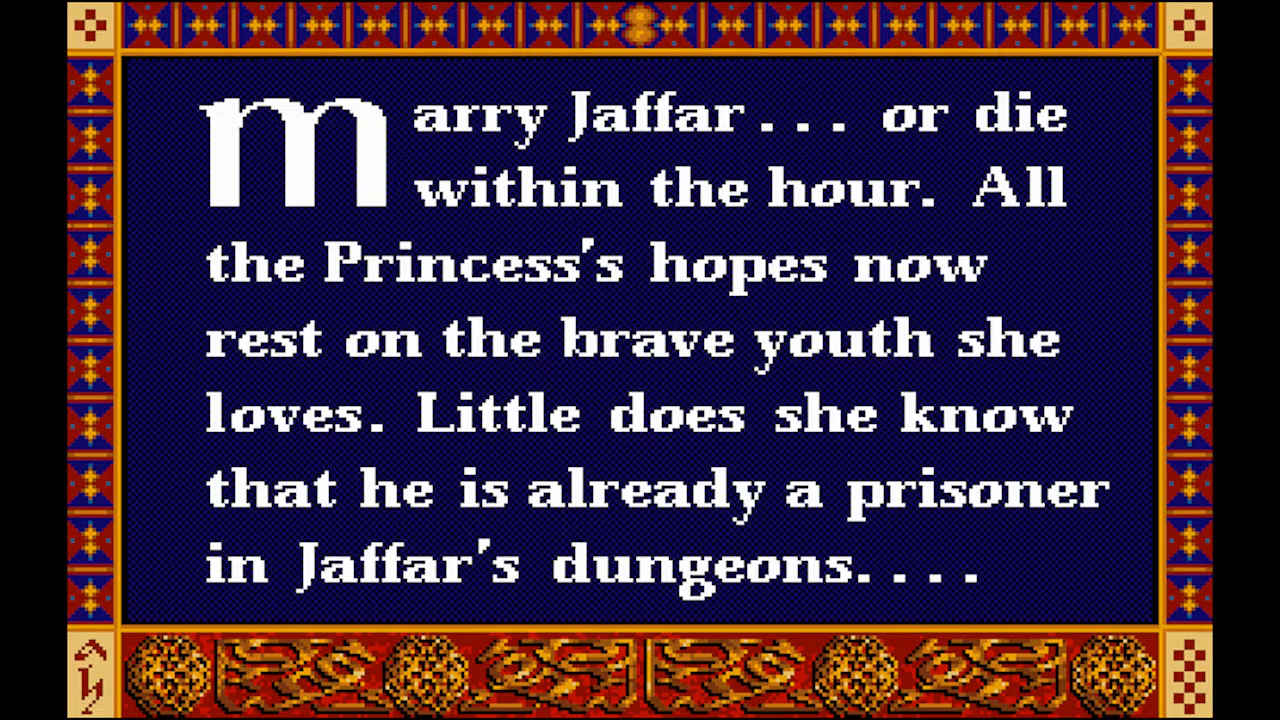 Marry Jaffar... or die
within the hour. All
the Princess's hopes now
rest on the brave youth she
loves. Little does she know
that he is already a prisoner
in Jaffar's dungeons....